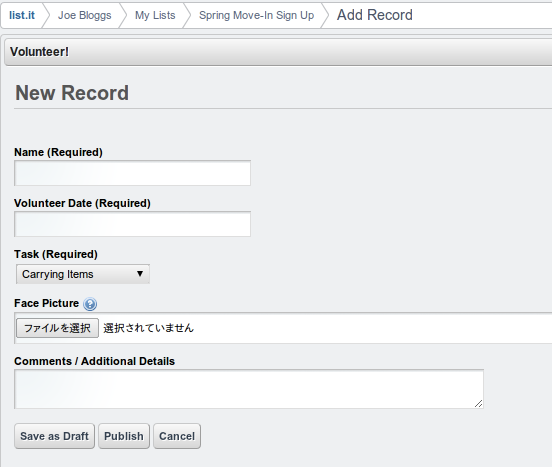 list.it Joe Bloggs My Lists Spring Move-In Sign Up Add Record
Volunteer!
New Record
Name (Required)
Volunteer Date (Required)
Task (Required)
Carrying Items ▼
Face Picture ?
ファイルを選択 選択されていません
Comments / Additional Details
Save as Draft Publish Cancel